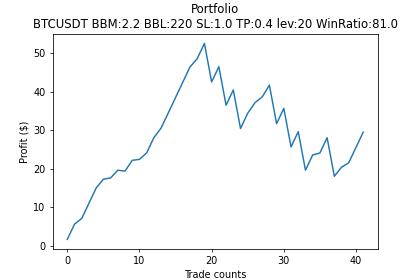 Portfolio
BTCUSDT BBM:2.2 BBL:220 SL:1.0 TP:0.4 lev:20 WinRatio:81.0
50
40
30
20
10
0
Profit ($)
0 10 20 30 40
Trade counts